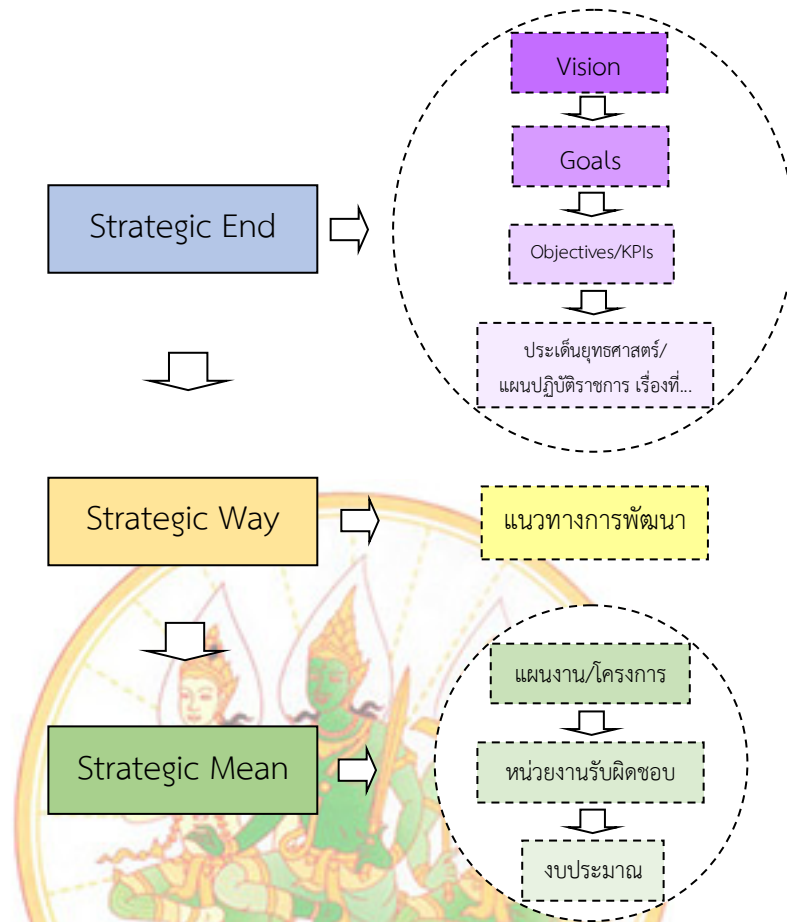 Vision
Goals
Strategic End
Objectives/KPIs
ประเด็นยุทธศาสตร์/
แผนปฏิบัติราชการ เรื่องที่...
Strategic Way
แนวทางการพัฒนา
แผนงาน/โครงการ
Strategic Mean
หน่วยงานรับผิดชอบ
งบประมาณ